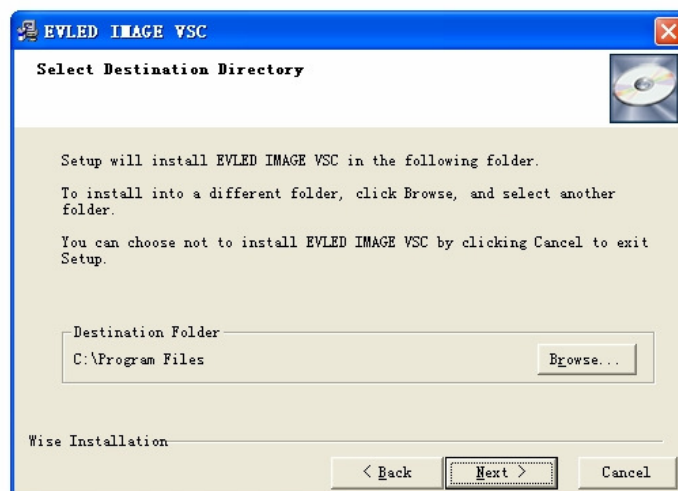 EVLED IMAGE VSC
Select Destination Directory
Setup will install EVLED IMAGE VSC in the following folder.
To install into a different folder, click Browse, and select another
folder.
You can choose not to install EVLED IMAGE VSC by clicking Cancel to exit
Setup.
Destination Folder
C:\Program Files
Browse...
Wise Installation
< Back
Next >
Cancel